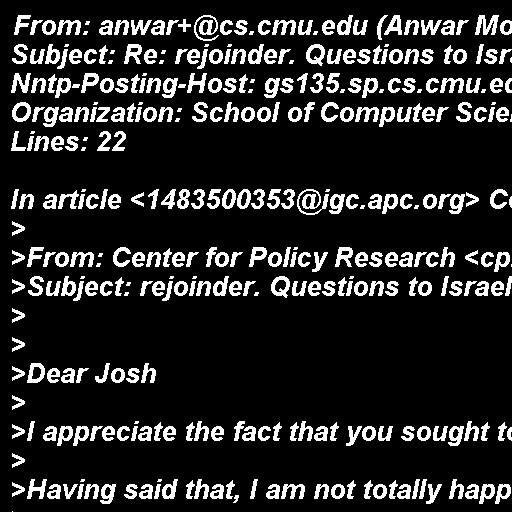 From: anwar+@cs.cmu.edu (Anwar Mo
Subject: Re: rejoinder. Questions to Isr
Nntp-Posting-Host: gs135.sp.cs.cmu.ed
Organization: School of Computer Scie
Lines: 22

In article <1483500353@igc.apc.org> Ce
>
>From: Center for Policy Research <cp
>Subject: rejoinder. Questions to Israel
>
>
>Dear Josh
>
>I appreciate the fact that you sought to
>
>Having said that, I am not totally happ